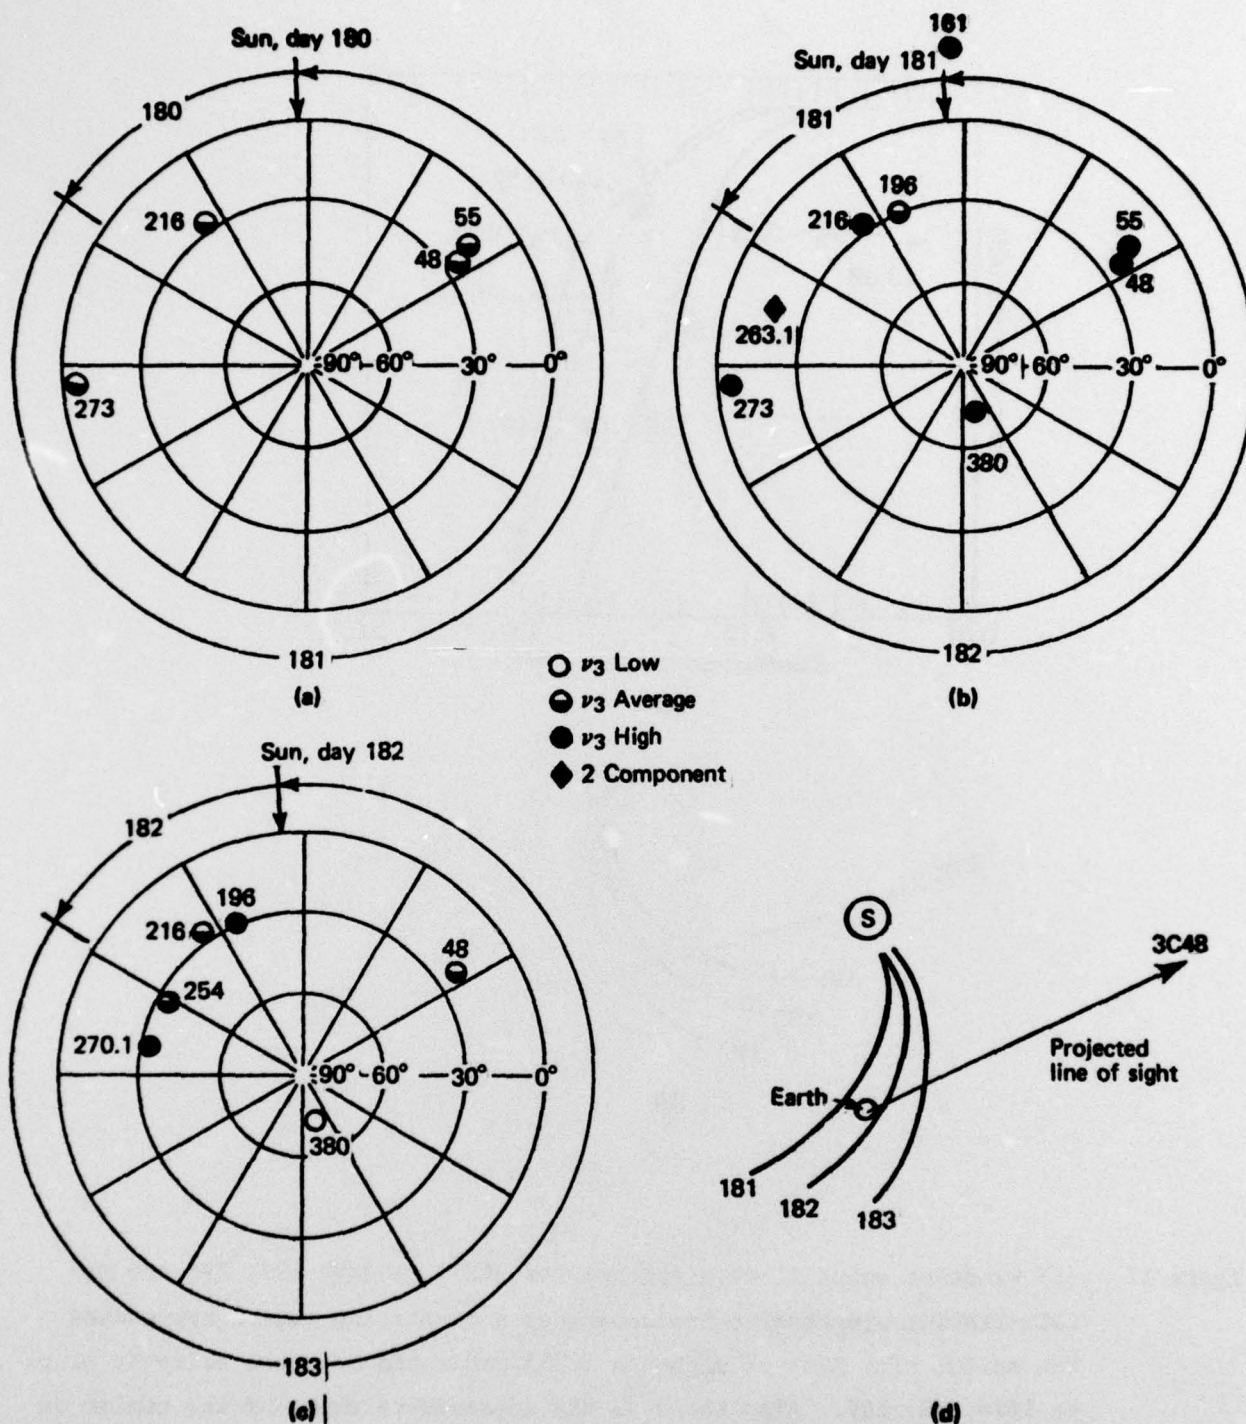 Sun, day 180
180
216
55
48
273
90° 60° 30° 0°
181
(a)
161
Sun, day 181
181
196
216
55
48
263.1
90° 60° 30° 0°
273
380
182
(b)
ν3 Low
ν3 Average
ν3 High
2 Component
Sun, day 182
182
196
216
48
254
270.1
90° 60° 30° 0°
380
183
(c)
S
3C48
Projected
line of sight
Earth
181
182
183
(d)